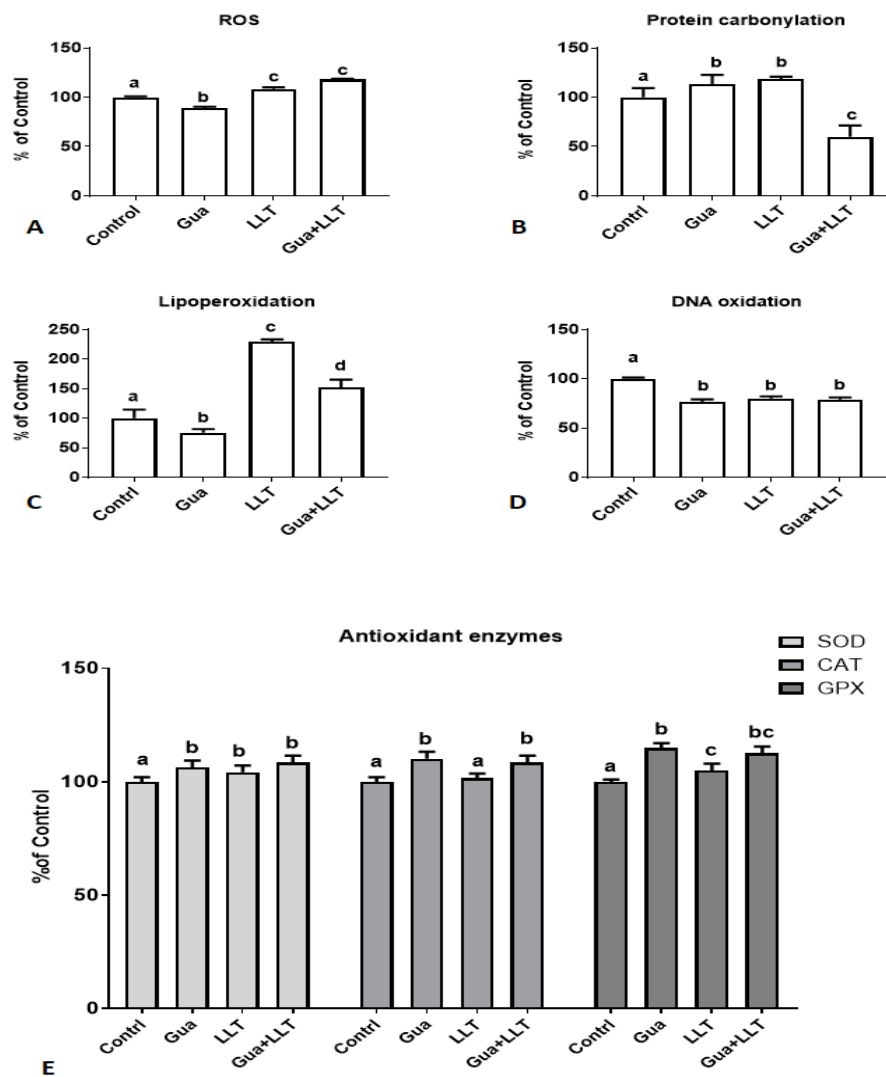 ROS
% of Control
150
100
50
0
a
b
c
c
Control
Gua
LLT
Gua+LLT
A
Protein carbonylation
% of Control
150
100
50
0
a
b
b
c
Contrl
Gua
LLT
Gua+LLT
B
Lipoperoxidation
% of Control
250
200
150
100
50
0
a
b
c
d
Contrl
Gua
LLT
Gua+LLT
C
DNA oxidation
% of Control
150
100
50
0
a
b
b
b
Contrl
Gua
LLT
Gua+LLT
D
Antioxidant enzymes
SOD
CAT
GPX
%of Control
150
100
50
0
a
b
b
b
a
b
a
b
a
b
c
bc
Contrl
Gua
LLT
Gua+LLT
Contrl
Gua
LLT
Gua+LLT
Contrl
Gua
LLT
Gua+LLT
E